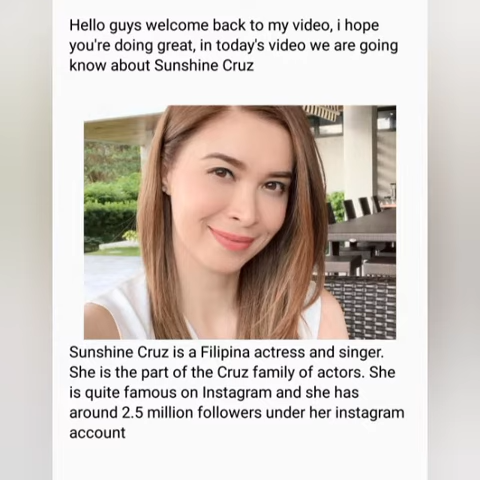 Hello guys welcome back to my video, i hope
you're doing great, in today's video we are going
know about Sunshine Cruz
Sunshine Cruz is a Filipina actress and singer.
She is the part of the Cruz family of actors. She
is quite famous on Instagram and she has
around 2.5 million followers under her instagram
account